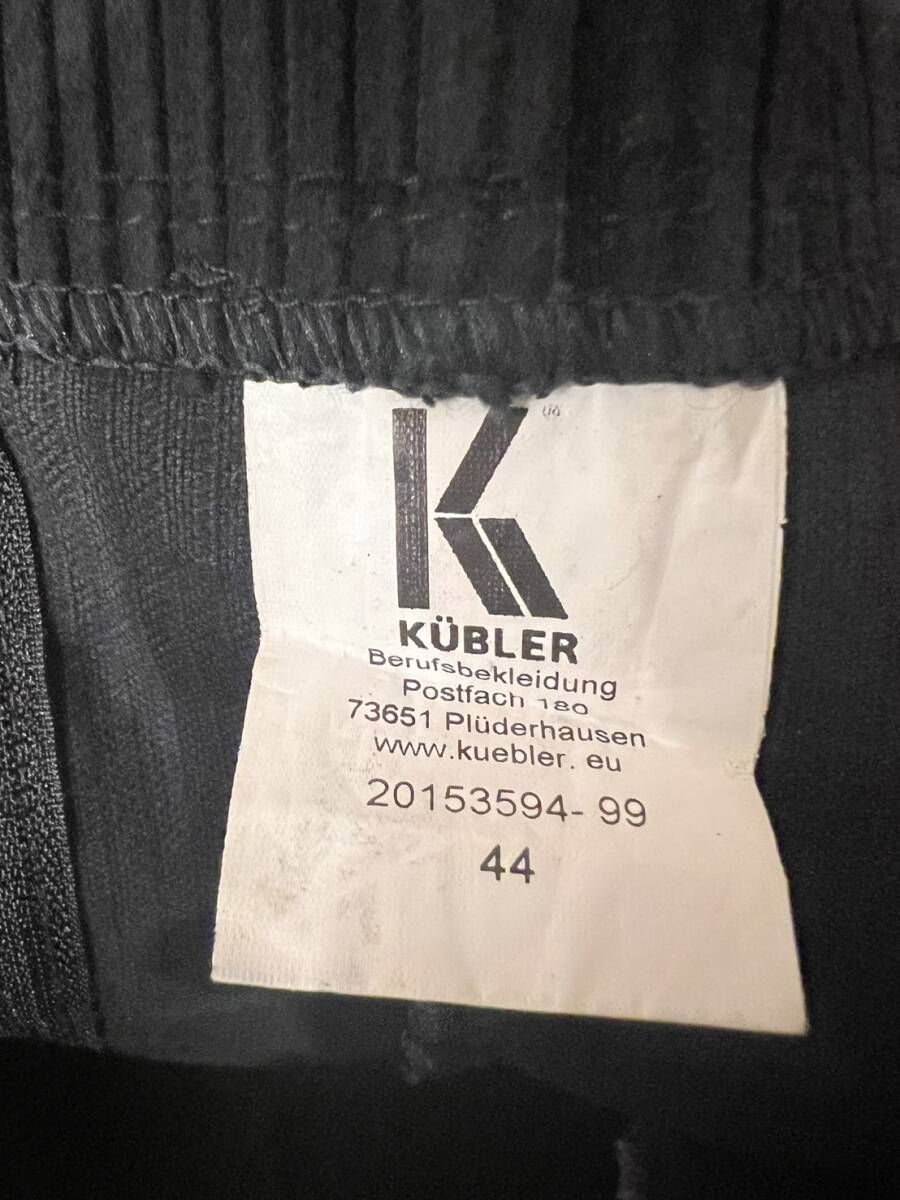 KÜBLER
Berufsbekleidung
Postfach 180
73651 Plüderhausen
www.kuebler. eu
20153594- 99
44